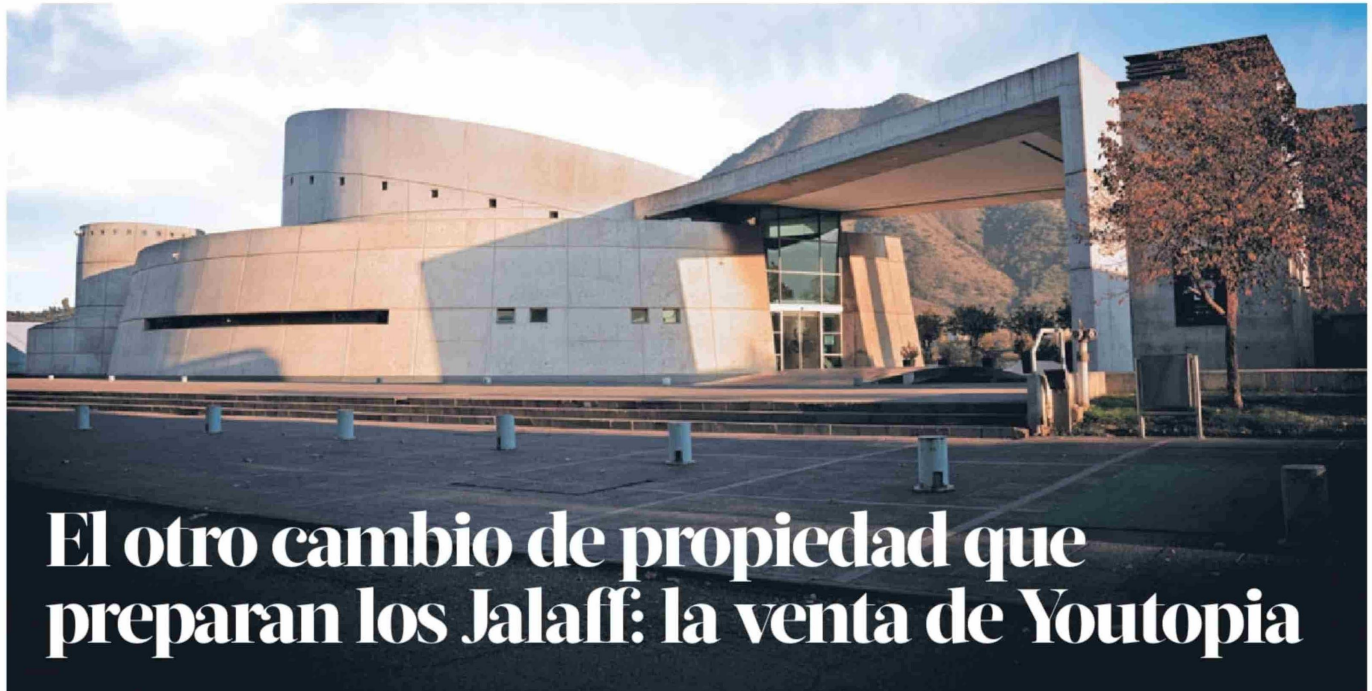 El otro cambio de propiedad que
preparan los Jalaff: la venta de Youtopia